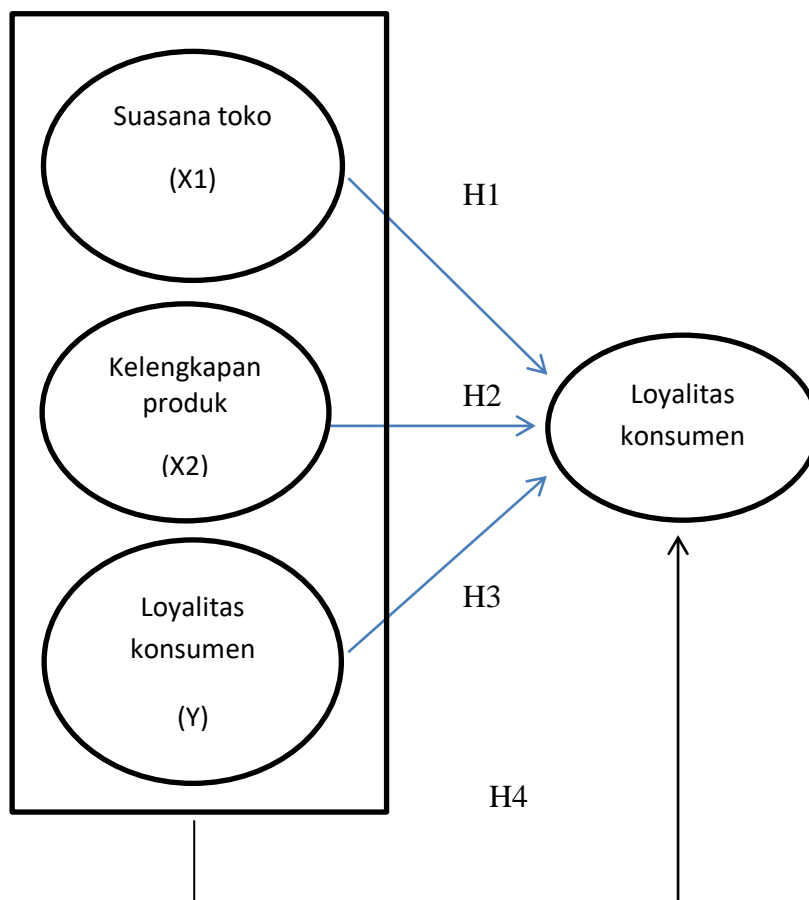 Suasana toko
(X1)
H1
Kelengkapan
produk
(X2)
H2
Loyalitas
konsumen
Loyalitas
konsumen
(Y)
H3
H4